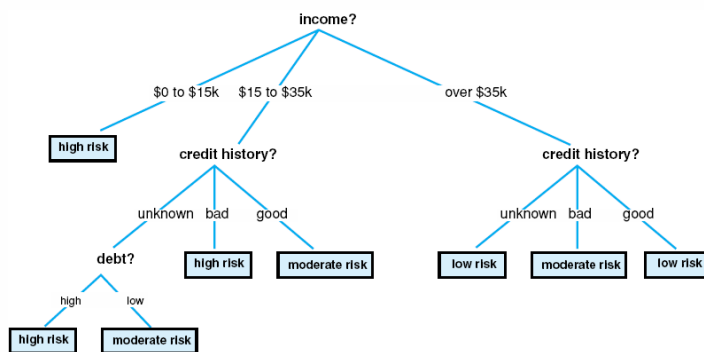 income?
$0 to $15k $15 to $35k over $35k
high risk
credit history? credit history?
unknown bad good unknown bad good
debt? high risk moderate risk low risk moderate risk low risk
high low
high risk moderate risk